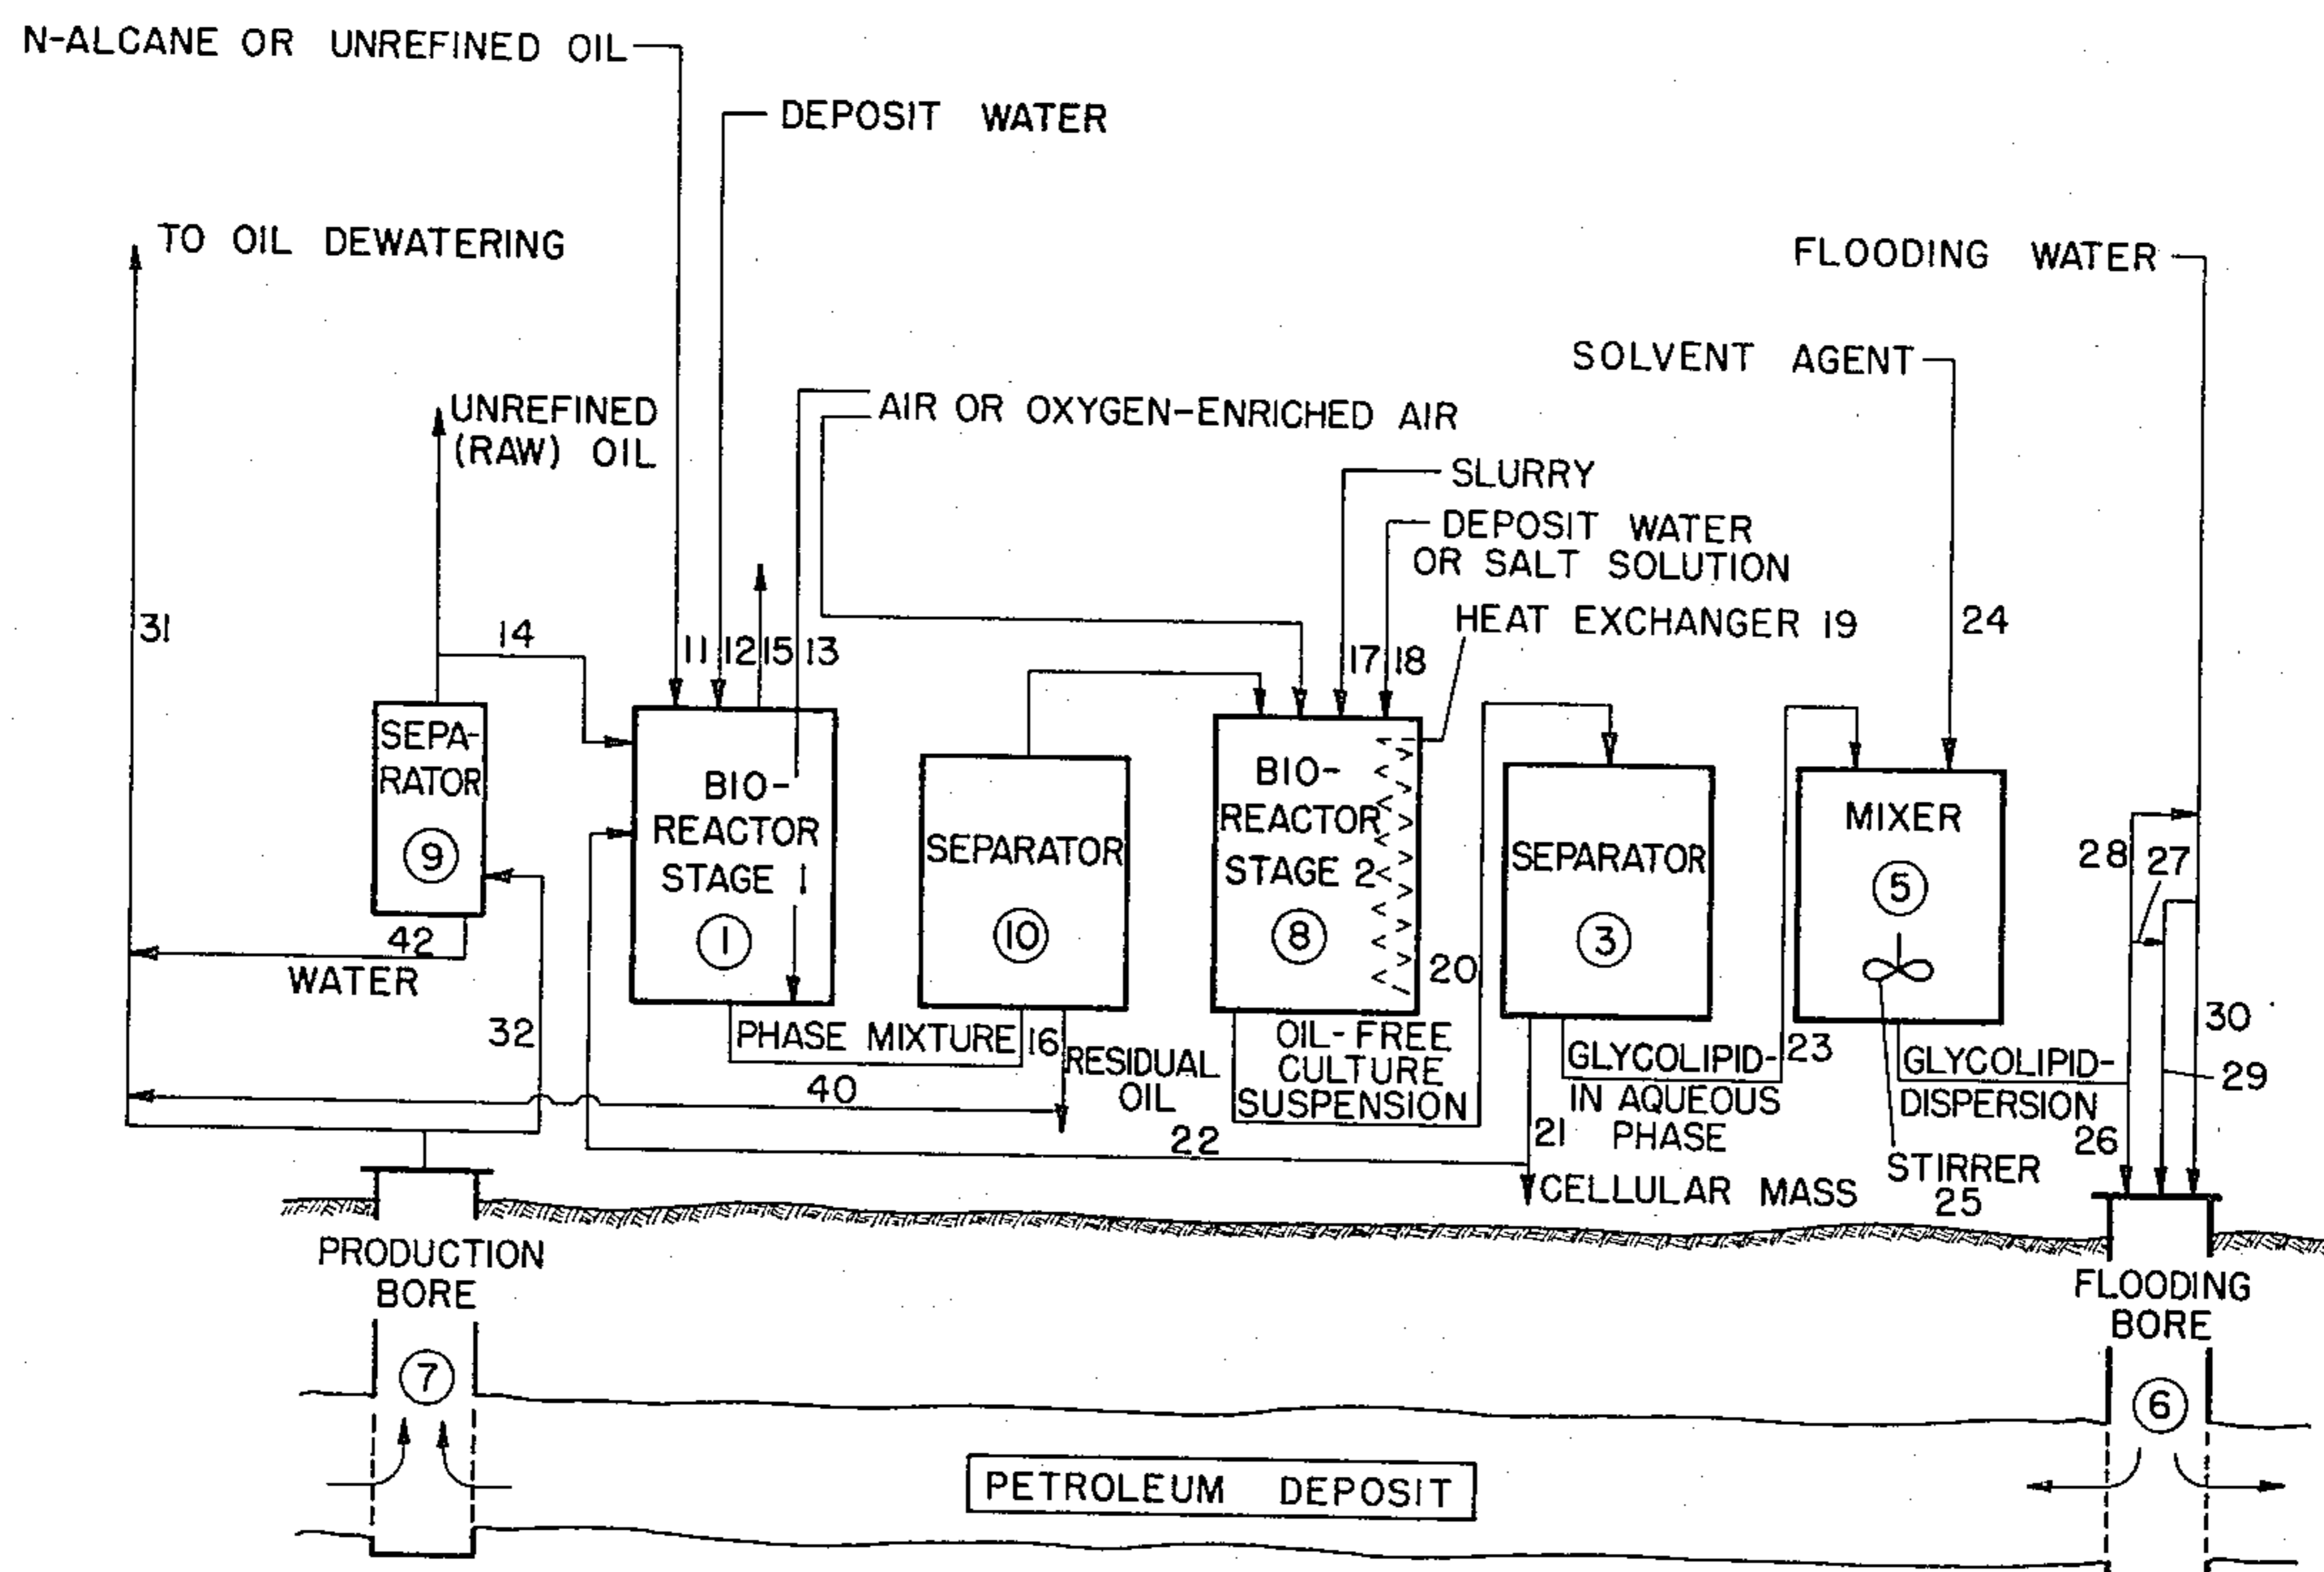 N-ALCANE OR UNREFINED OIL
DEPOSIT WATER
TO OIL DEWATERING
FLOODING WATER
SOLVENT AGENT
UNREFINED
(RAW) OIL
AIR OR OXYGEN-ENRICHED AIR
SLURRY
DEPOSIT WATER
OR SALT SOLUTION
HEAT EXCHANGER 19
31
14
11
12
15
13
17
18
24
SEPA-
RATOR
9
BIO-
REACTOR
STAGE 1
1
SEPARATOR
10
BIO-
REACTOR
STAGE 2
8
SEPARATOR
3
MIXER
5
28
27
42
WATER
20
32
PHASE MIXTURE
16
RESIDUAL
OIL
40
OIL-FREE
CULTURE
SUSPENSION
GLYCOLIPID-
IN AQUEOUS
PHASE
23
GLYCOLIPID-
DISPERSION
26
30
29
22
21
CELLULAR MASS
STIRRER
25
PRODUCTION
BORE
7
FLOODING
BORE
6
PETROLEUM DEPOSIT